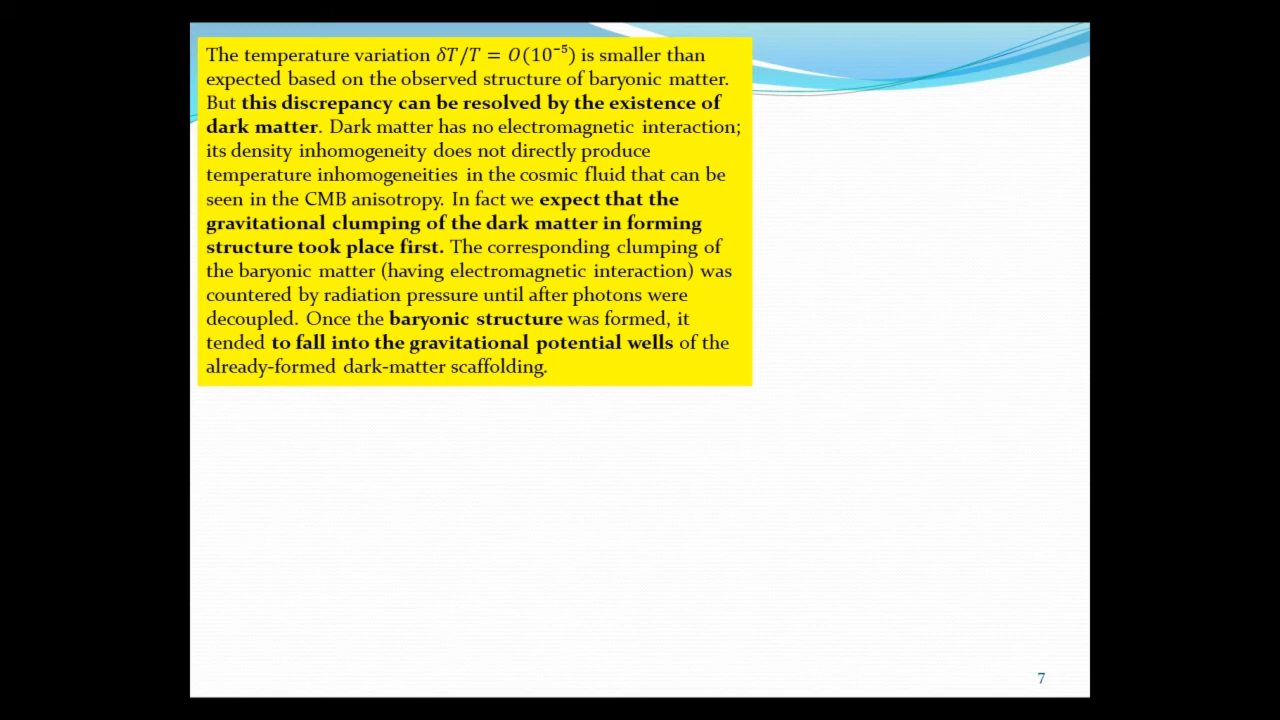 The temperature variation 𝛿𝑇/𝑇 = 𝑂(10⁻⁵) is smaller than
expected based on the observed structure of baryonic matter.
But this discrepancy can be resolved by the existence of
dark matter. Dark matter has no electromagnetic interaction;
its density inhomogeneity does not directly produce
temperature inhomogeneities in the cosmic fluid that can be
seen in the CMB anisotropy. In fact we expect that the
gravitational clumping of the dark matter in forming
structure took place first. The corresponding clumping of
the baryonic matter (having electromagnetic interaction) was
countered by radiation pressure until after photons were
decoupled. Once the baryonic structure was formed, it
tended to fall into the gravitational potential wells of the
already-formed dark-matter scaffolding.
7